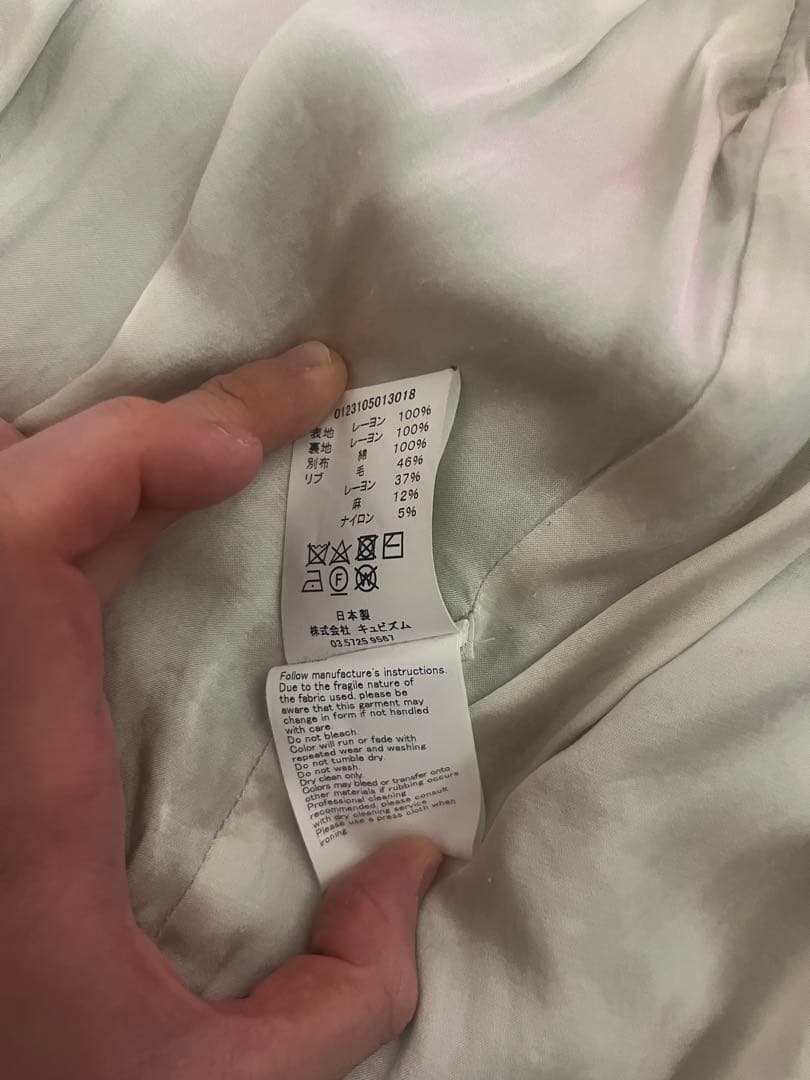 0123105013018
表地 レーヨン 100%
裏地 レーヨン 100%
別布 綿 100%
リブ 毛 46%
レーヨン 37%
麻 12%
ナイロン 5%
F
W
日本製
株式会社 キュビズム
03.5725.9567
Follow manufacture's instructions.
Due to the fragile nature of
the fabric used, please be
aware that this garment may
change in form if not handled
with care.
Do not bleach.
Color will run or fade with
repeated wear and washing
Do not tumble dry.
Do not wash.
Dry clean only.
Colors may bleed or transfer onto
other materials if rubbing occurs.
Professional cleaning
recommended, please consult
with dry cleaning service
Please use a press cloth when
ironing.